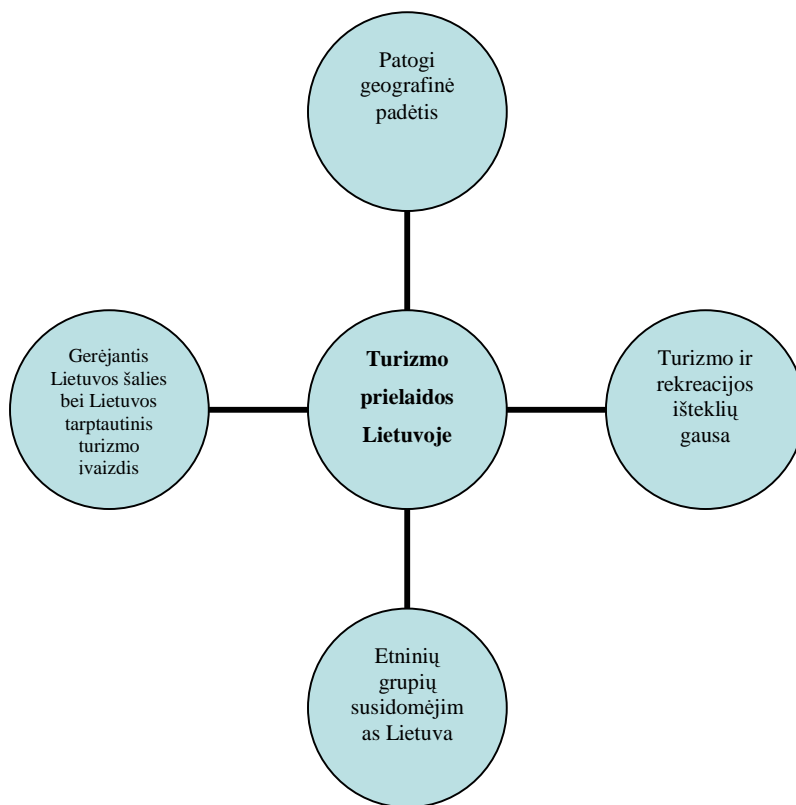 Patogi
geografinė
padėtis
Gerėjantis
Lietuvos šalies
bei Lietuvos
tarptautinis
turizmo
ivaizdis
Turizmo
prielaidos
Lietuvoje
Turizmo ir
rekreacijos
išteklių
gausa
Etninių
grupių
susidomėjim
as Lietuva